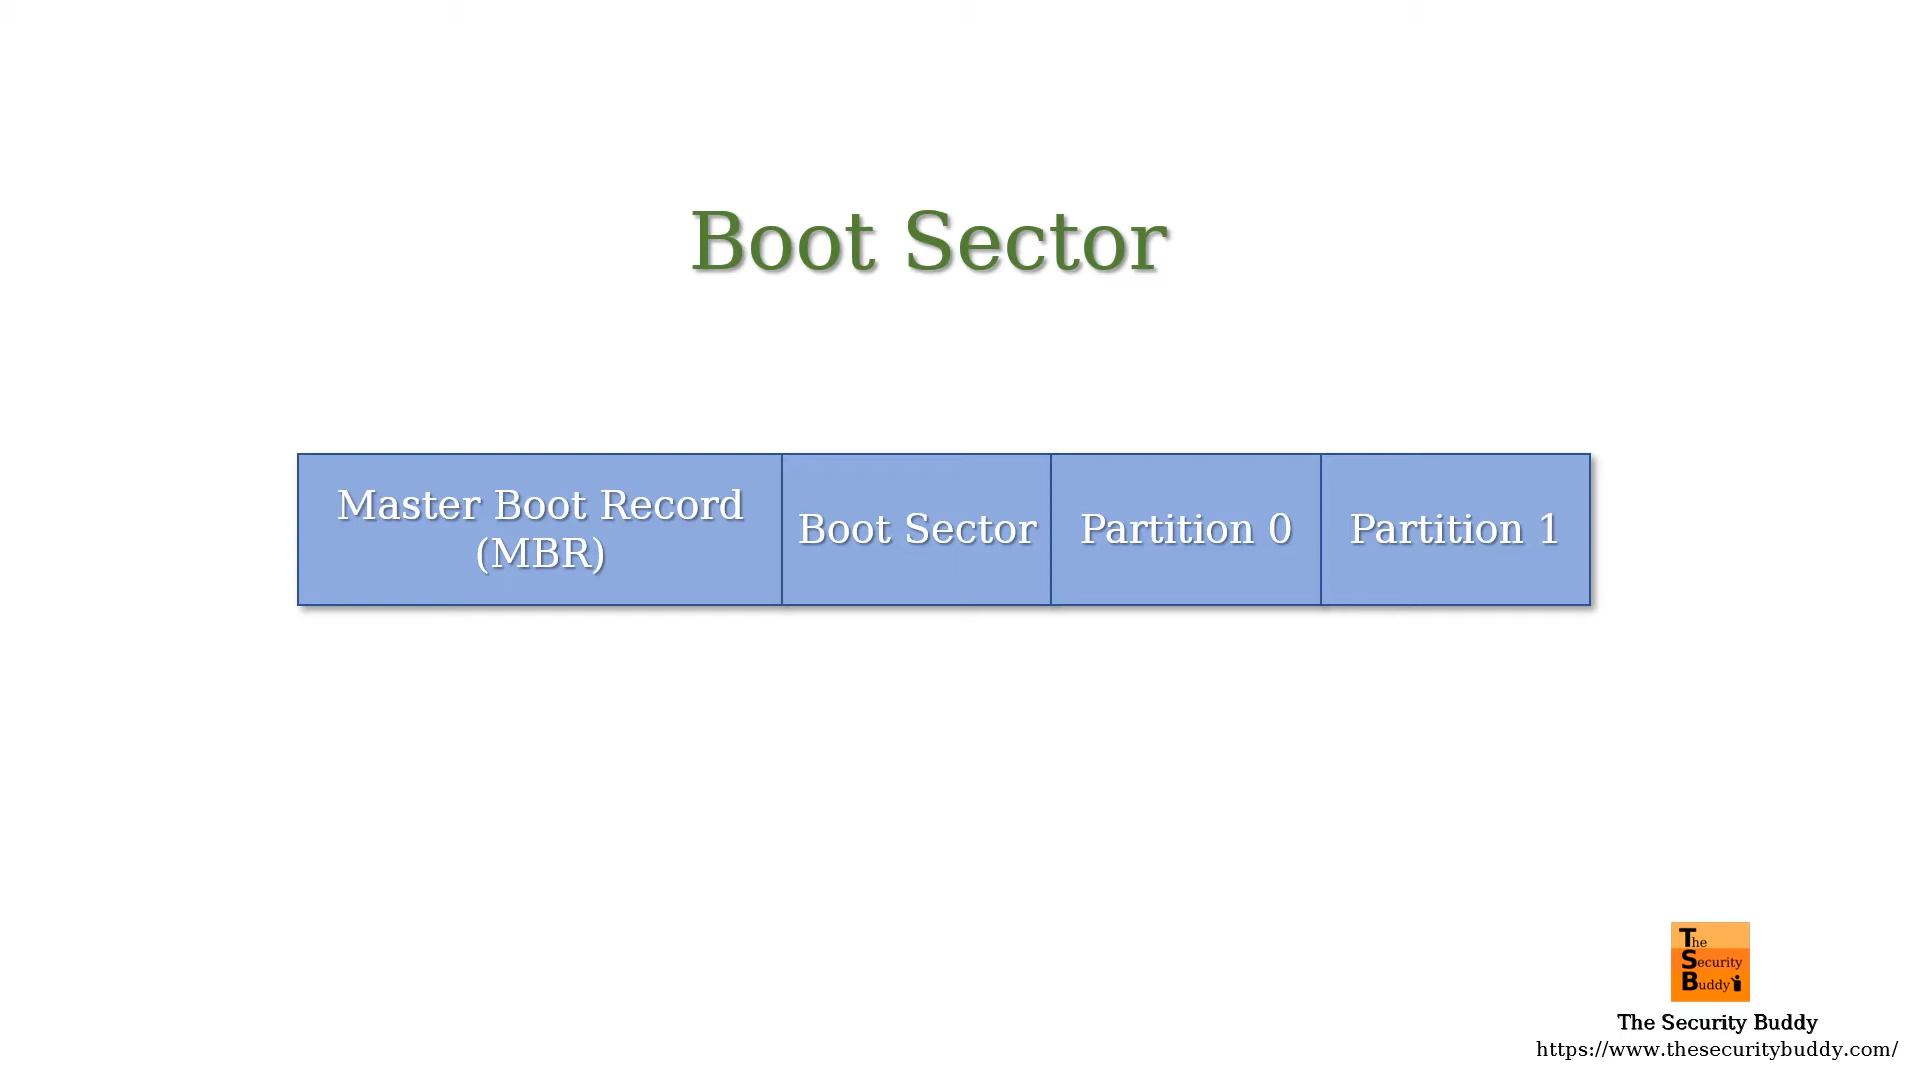 Boot Sector
Master Boot Record
(MBR)
Boot Sector
Partition 0
Partition 1
The
Security
Buddy
The Security Buddy
https://www.thesecuritybuddy.com/